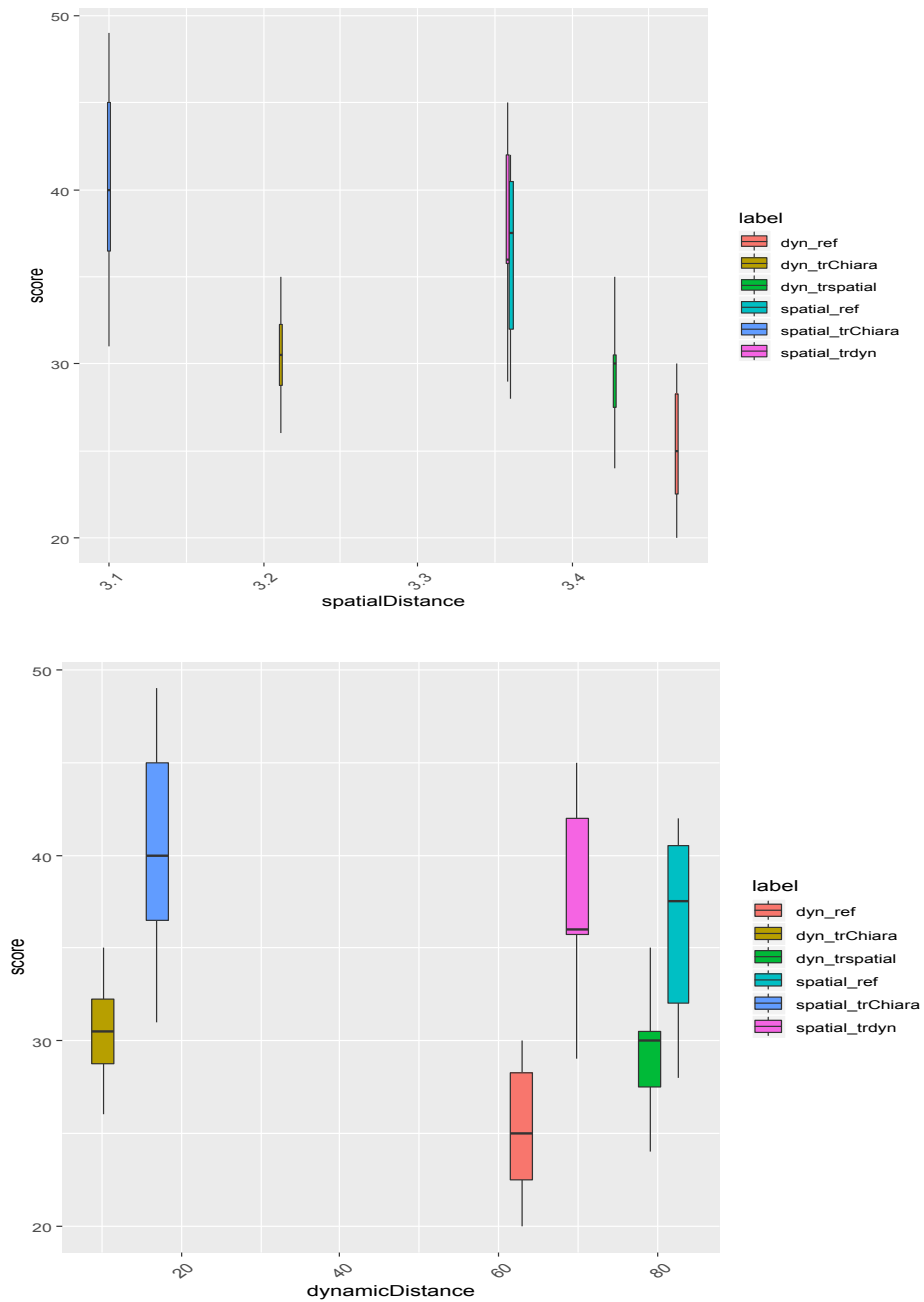 50
40
30
20
score
3.1
3.2
3.3
3.4
spatialDistance
label
dyn_ref
dyn_trChiara
dyn_trspatial
spatial_ref
spatial_trChiara
spatial_trdyn
50
40
30
20
score
20
40
60
80
dynamicDistance
label
dyn_ref
dyn_trChiara
dyn_trspatial
spatial_ref
spatial_trChiara
spatial_trdyn